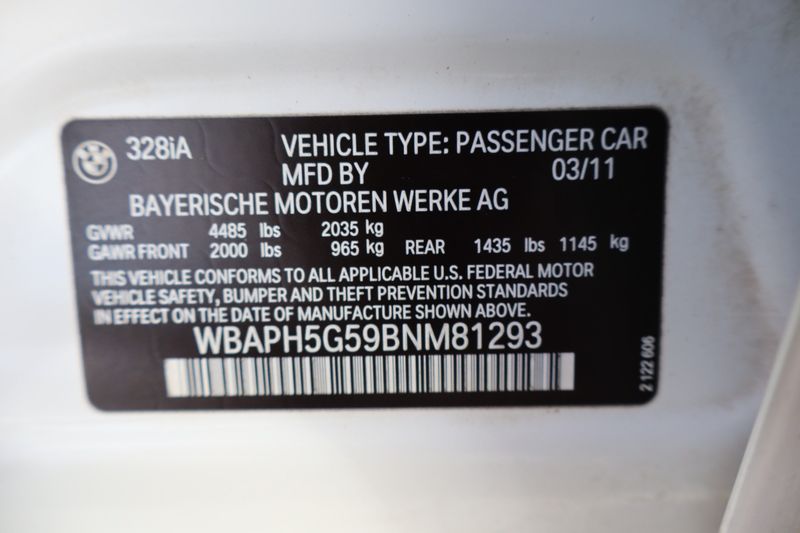 328iA VEHICLE TYPE: PASSENGER CAR
MFD BY 03/11
BAYERISCHE MOTOREN WERKE AG
GVWR 4485 lbs 2035 kg
GAWR FRONT 2000 lbs 965 kg REAR 1435 lbs 1145 kg
THIS VEHICLE CONFORMS TO ALL APPLICABLE U.S. FEDERAL MOTOR
VEHICLE SAFETY, BUMPER AND THEFT PREVENTION STANDARDS
IN EFFECT ON THE DATE OF MANUFACTURE SHOWN ABOVE.
WBAPH5G59BNM81293
2 122 606